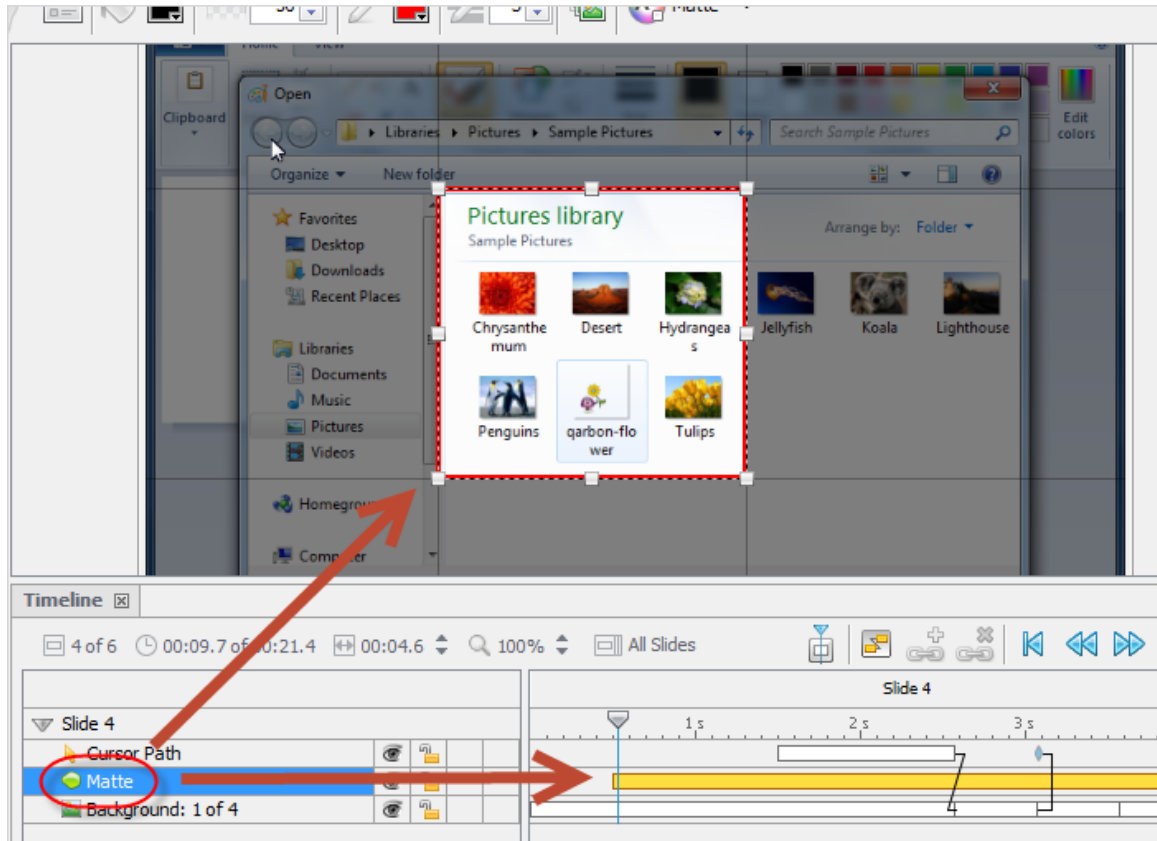 50 5 Matte
Home View
Open
Clipboard
Libraries Pictures Sample Pictures Search Sample Pictures
Edit colors
Organize New folder
Favorites
Desktop
Downloads
Recent Places
Libraries
Documents
Music
Pictures
Videos
Homegrou
Computer
Pictures library
Sample Pictures
Arrange by: Folder
Chrysanthe
mum
Desert
Hydrangea
s
Jellyfish
Koala
Lighthouse
Penguins
qarbon-flo
wer
Tulips
Timeline
4 of 6 00:09.7 of 00:21.4 00:04.6 100% All Slides
Slide 4
Slide 4 1 s 2 s 3 s
Cursor Path
Matte
Background: 1 of 4